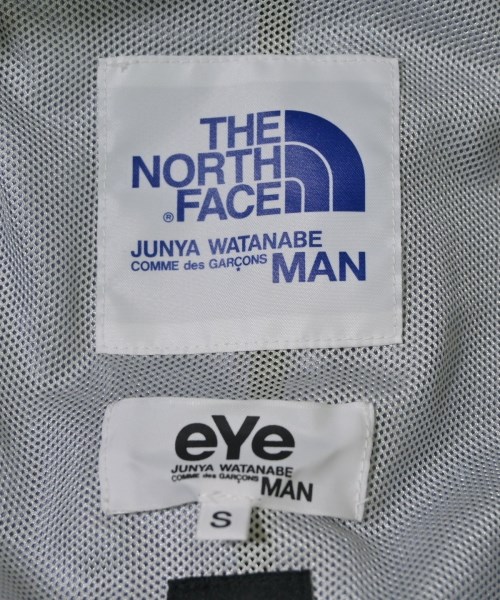 THE
NORTH
® FACE
JUNYA WATANABE
COMME des GARÇONS MAN
eYe
JUNYA WATANABE
COMME des GARÇONS MAN
S